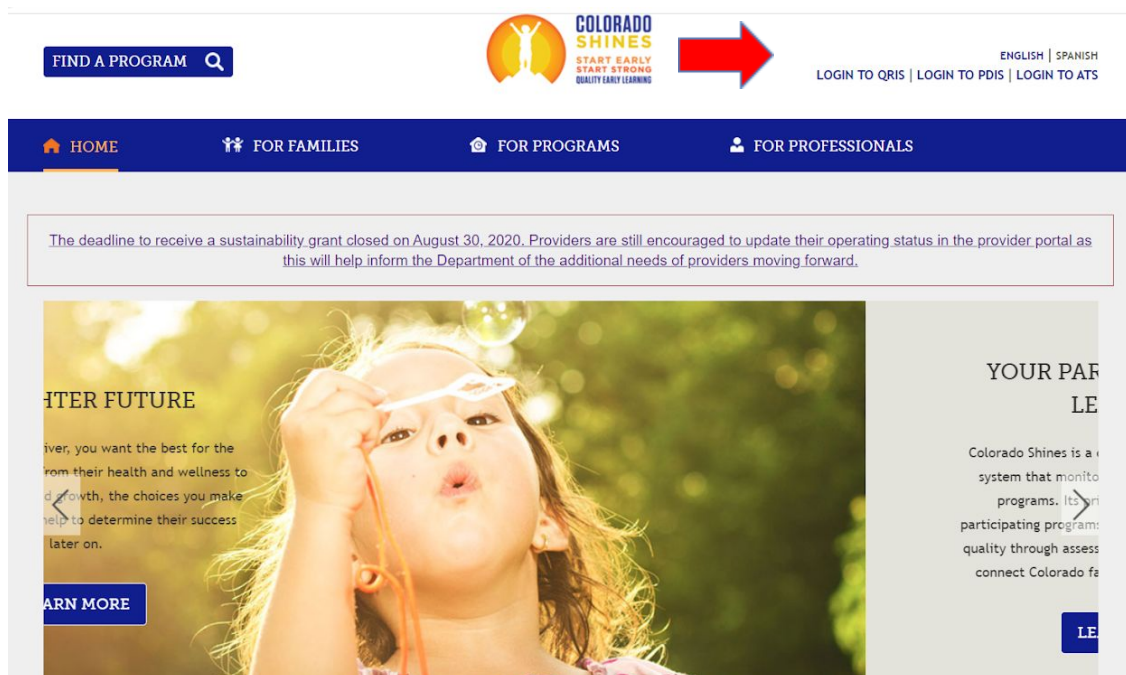 FIND A PROGRAM
COLORADO
SHINES
START EARLY
START STRONG
QUALITY EARLY LEARNING
ENGLISH | SPANISH
LOGIN TO QRIS | LOGIN TO PDIS | LOGIN TO ATS
HOME
FOR FAMILIES
FOR PROGRAMS
FOR PROFESSIONALS
The deadline to receive a sustainability grant closed on August 30, 2020. Providers are still encouraged to update their operating status in the provider portal as
this will help inform the Department of the additional needs of providers moving forward.
HTER FUTURE
iver, you want the best for the
from their health and wellness to
d growth, the choices you make
help to determine their success
later on.
ARN MORE
YOUR PAR
LE
Colorado Shines is a
system that monito
programs. Its pri
participating programs
quality through assess
connect Colorado fa
LE